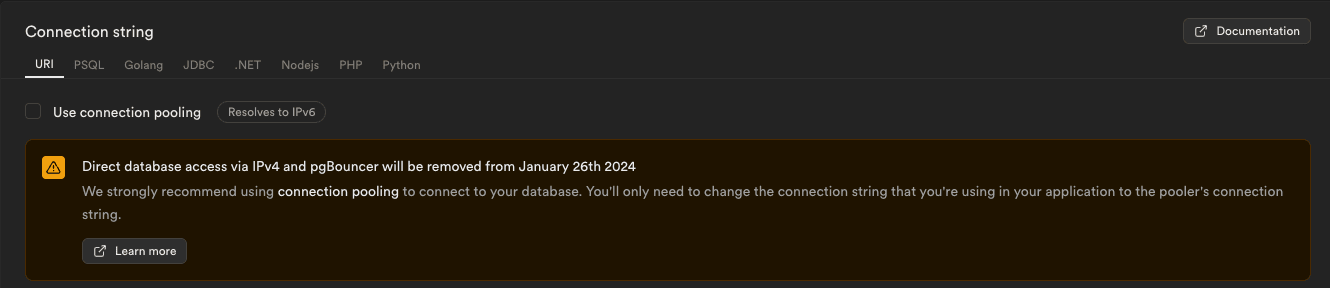 Connection string
Documentation
URI PSQL Golang JDBC .NET Nodejs PHP Python
Use connection pooling Resolves to IPv6
Direct database access via IPv4 and pgBouncer will be removed from January 26th 2024
We strongly recommend using connection pooling to connect to your database. You'll only need to change the connection string that you're using in your application to the pooler's connection
string.
Learn more